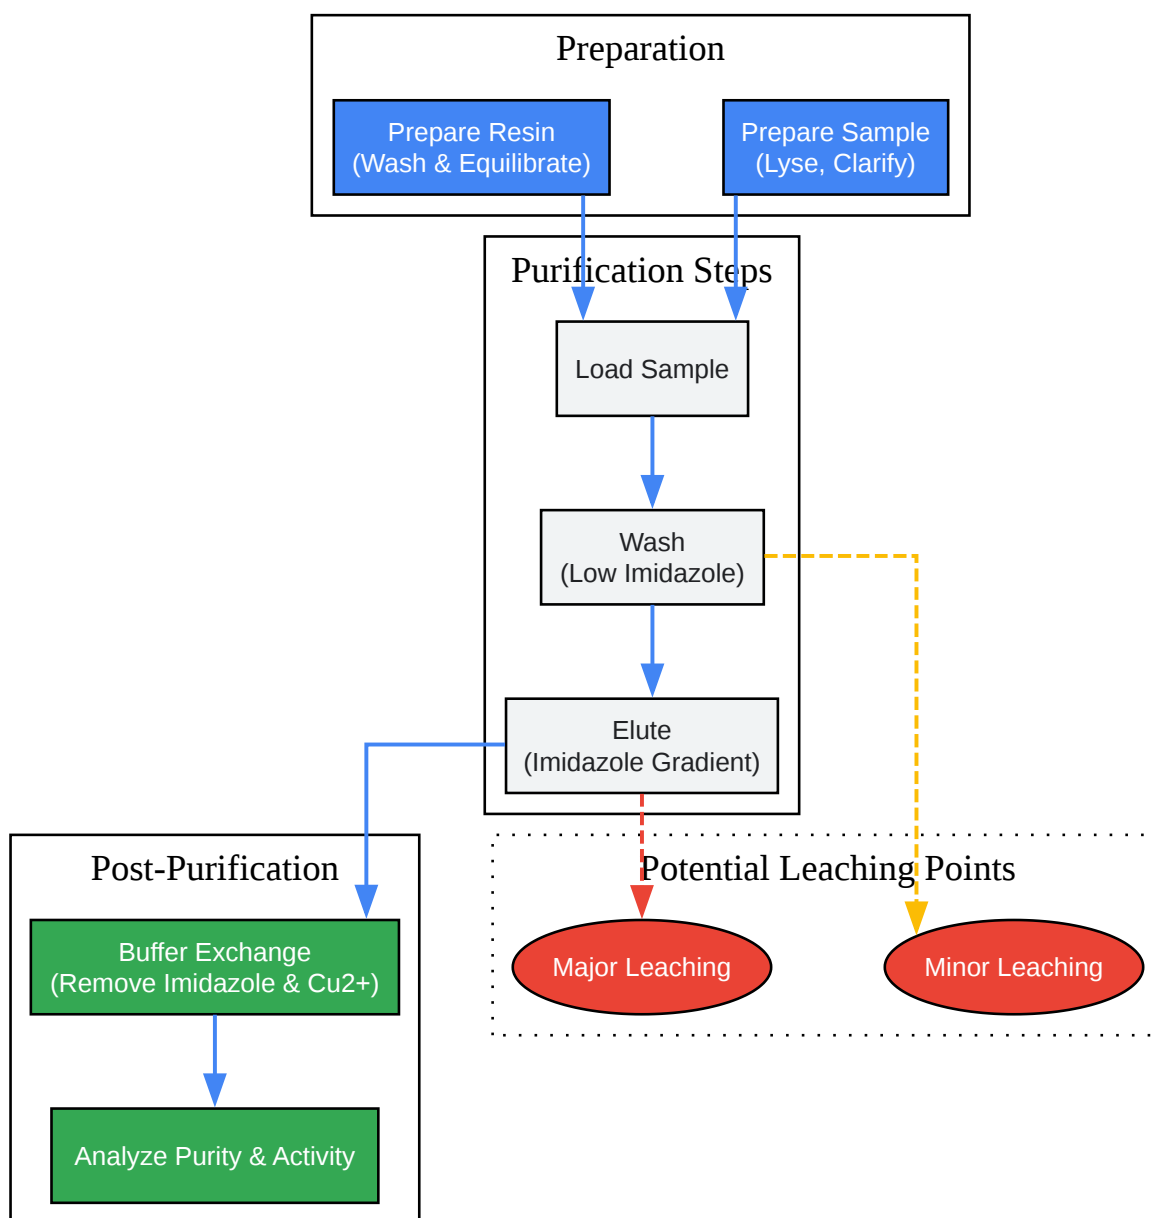 Preparation
Prepare Resin
(Wash & Equilibrate)
Prepare Sample
(Lyse, Clarify)
Purification Steps
Load Sample
Wash
(Low Imidazole)
Elute
(Imidazole Gradient)
Post-Purification
Buffer Exchange
(Remove Imidazole & Cu2+)
Analyze Purity & Activity
Potential Leaching Points
Major Leaching
Minor Leaching